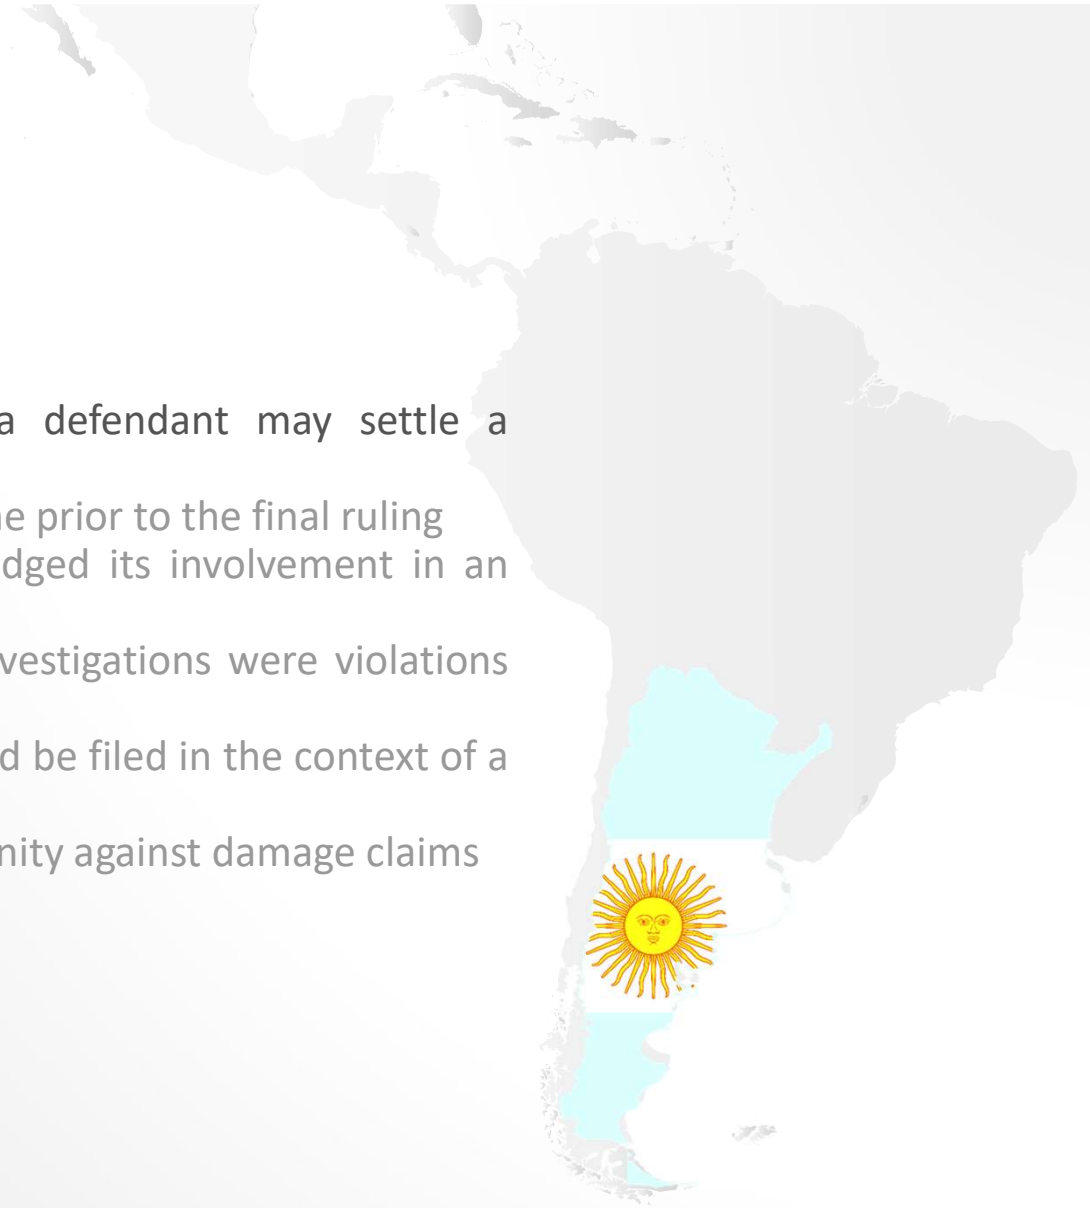 a defendant may settle a
ne prior to the final ruling
dged its involvement in an
vestigations were violations
d be filed in the context of a
nity against damage claims